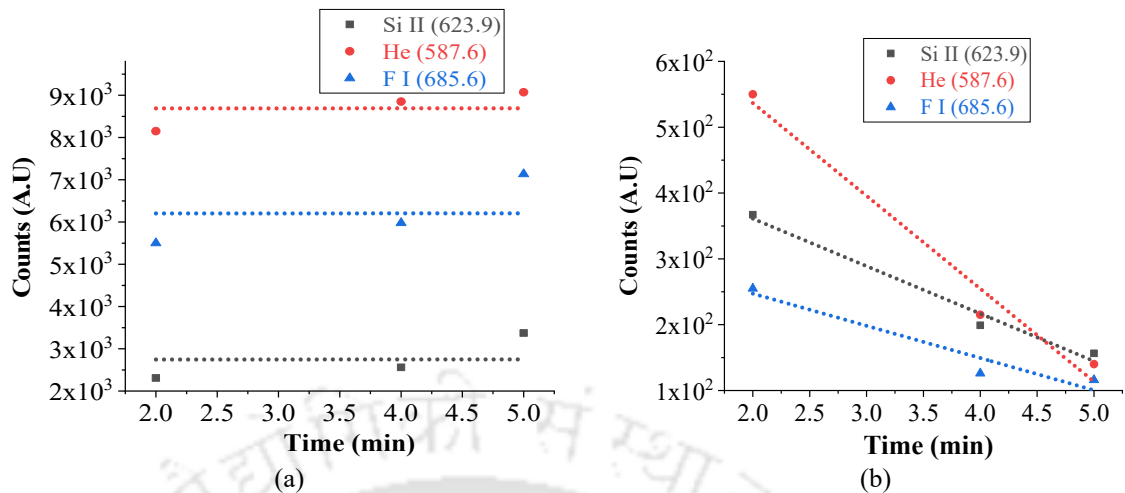 Si II (623.9)
He (587.6)
F I (685.6)
9x10³
8x10³
7x10³
6x10³
5x10³
4x10³
3x10³
2x10³
Counts (A.U)
2.0 2.5 3.0 3.5 4.0 4.5 5.0
Time (min)
(a)
Si II (623.9)
He (587.6)
F I (685.6)
6x10²
5x10²
4x10²
3x10²
2x10²
1x10²
Counts (A.U)
2.0 2.5 3.0 3.5 4.0 4.5 5.0
Time (min)
(b)